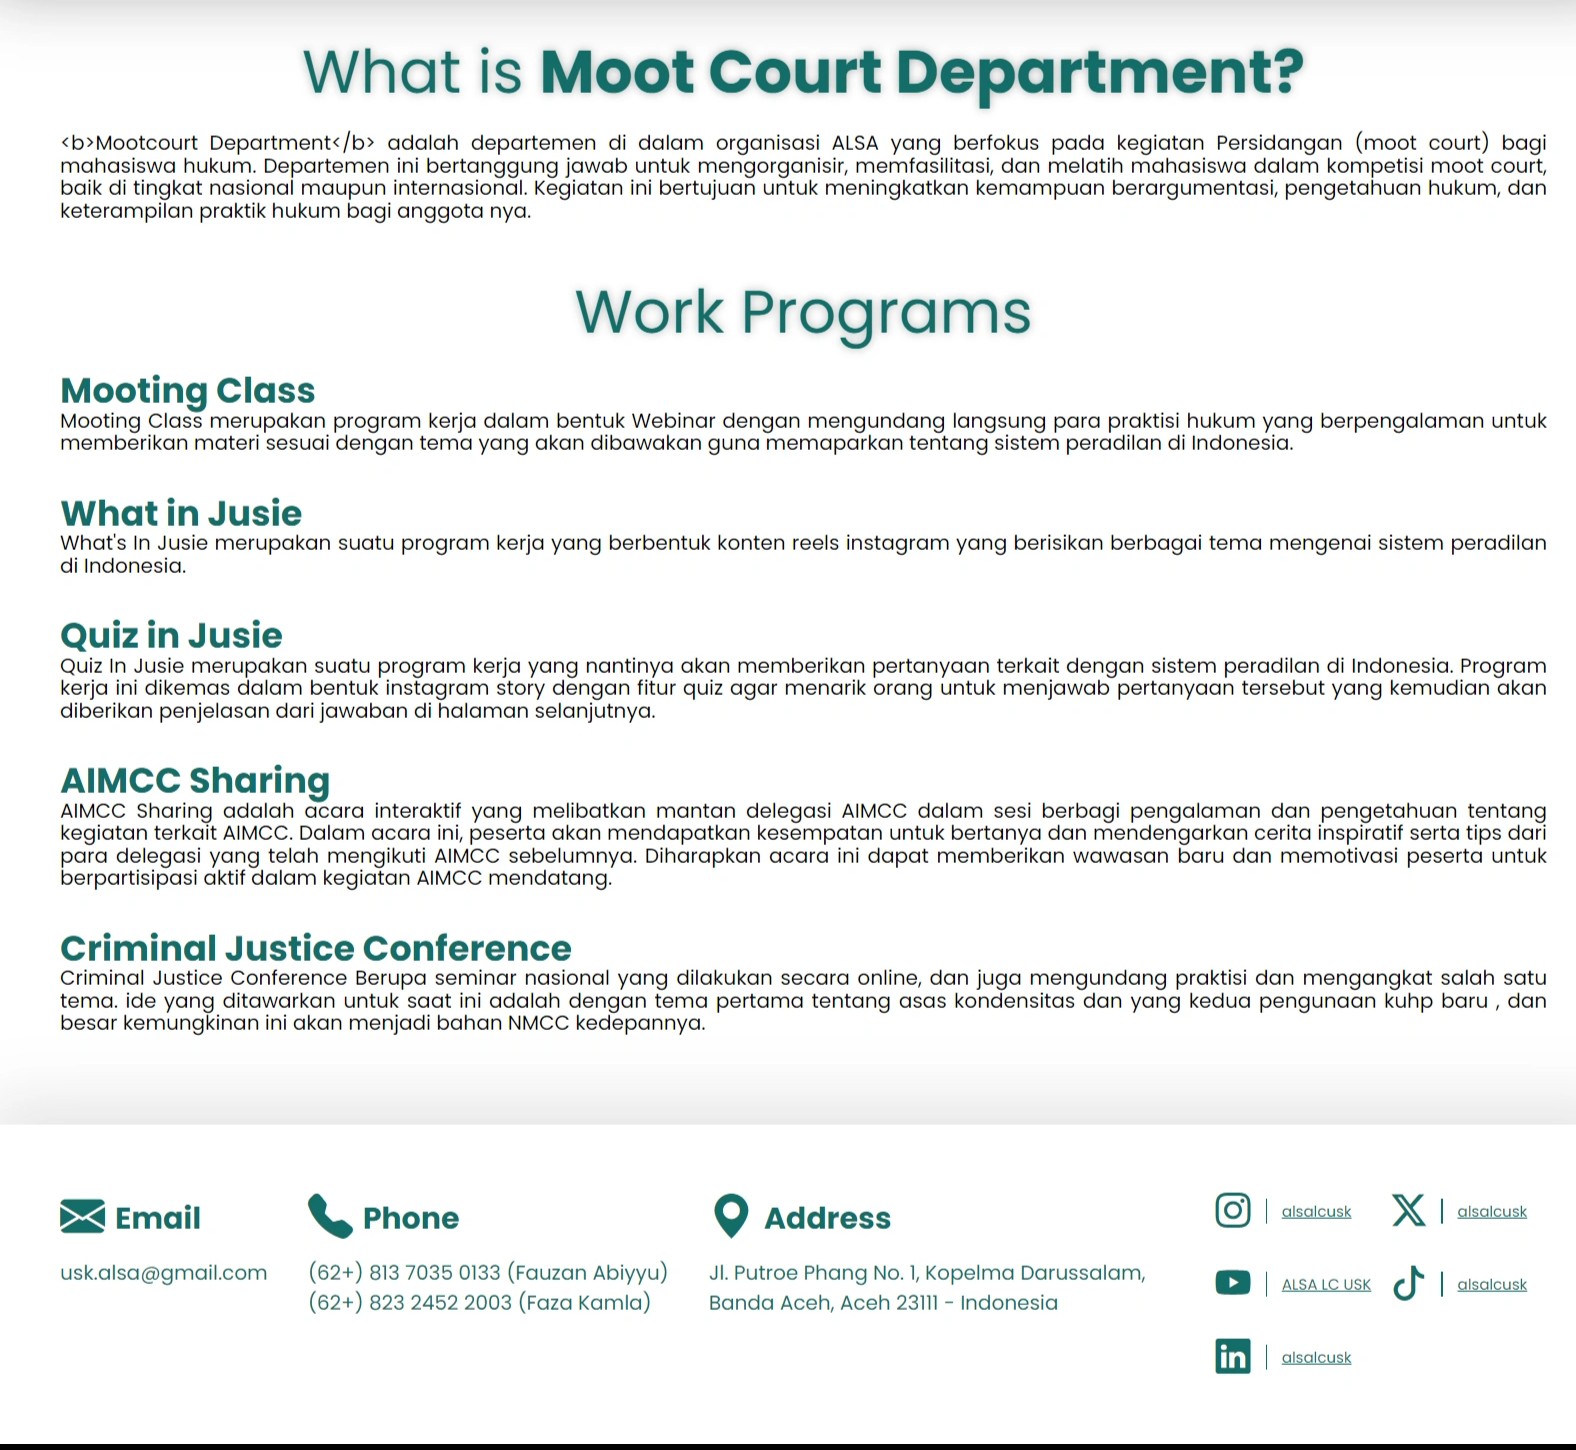 What is Moot Court Department?
<b>Mootcourt Department</b> adalah departemen di dalam organisasi ALSA yang berfokus pada kegiatan Persidangan (moot court) bagi
mahasiswa hukum. Departemen ini bertanggung jawab untuk mengorganisir, memfasilitasi, dan melatih mahasiswa dalam kompetisi moot court,
baik di tingkat nasional maupun internasional. Kegiatan ini bertujuan untuk meningkatkan kemampuan berargumentasi, pengetahuan hukum, dan
keterampilan praktik hukum bagi anggota nya.
Work Programs
Mooting Class
Mooting Class merupakan program kerja dalam bentuk Webinar dengan mengundang langsung para praktisi hukum yang berpengalaman untuk
memberikan materi sesuai dengan tema yang akan dibawakan guna memaparkan tentang sistem peradilan di Indonesia.
What in Jusie
What's In Jusie merupakan suatu program kerja yang berbentuk konten reels instagram yang berisikan berbagai tema mengenai sistem peradilan
di Indonesia.
Quiz in Jusie
Quiz In Jusie merupakan suatu program kerja yang nantinya akan memberikan pertanyaan terkait dengan sistem peradilan di Indonesia. Program
kerja ini dikemas dalam bentuk instagram story dengan fitur quiz agar menarik orang untuk menjawab pertanyaan tersebut yang kemudian akan
diberikan penjelasan dari jawaban di halaman selanjutnya.
AIMCC Sharing
AIMCC Sharing adalah acara interaktif yang melibatkan mantan delegasi AIMCC dalam sesi berbagi pengalaman dan pengetahuan tentang
kegiatan terkait AIMCC. Dalam acara ini, peserta akan mendapatkan kesempatan untuk bertanya dan mendengarkan cerita inspiratif serta tips dari
para delegasi yang telah mengikuti AIMCC sebelumnya. Diharapkan acara ini dapat memberikan wawasan baru dan memotivasi peserta untuk
berpartisipasi aktif dalam kegiatan AIMCC mendatang.
Criminal Justice Conference
Criminal Justice Conference Berupa seminar nasional yang dilakukan secara online, dan juga mengundang praktisi dan mengangkat salah satu
tema. ide yang ditawarkan untuk saat ini adalah dengan tema pertama tentang asas kondensitas dan yang kedua pengunaan kuhp baru , dan
besar kemungkinan ini akan menjadi bahan NMCC kedepannya.
Email
usk.alsa@gmail.com
Phone
(62+) 813 7035 0133 (Fauzan Abiyyu)
(62+) 823 2452 2003 (Faza Kamla)
Address
Jl. Putroe Phang No. 1, Kopelma Darussalam,
Banda Aceh, Aceh 23111 - Indonesia
alsalcusk
alsalcusk
ALSA LC USK
alsalcusk
alsalcusk